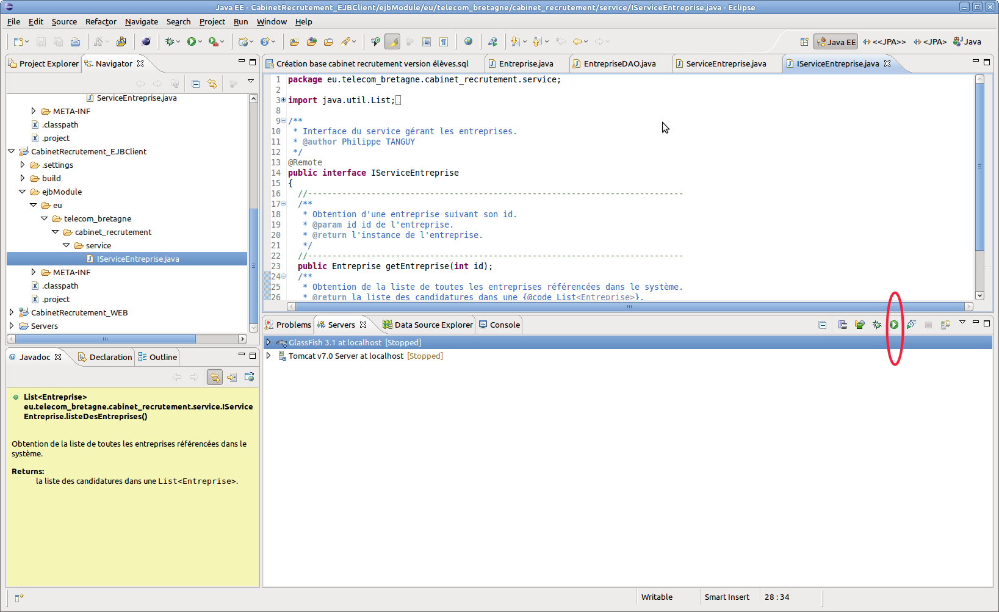 Java EE - CabinetRecrutement_EJBClient/ejbModule/eu/telecom_bretagne/cabinet_recrutement/service/IServiceEntreprise.java - Eclipse
File Edit Source Refactor Navigate Search Project Run Window Help
Java EE <<JPA>> <JPA> Java
Project Explorer Navigator
ServiceEntreprise.java
META-INF
.classpath
.project
CabinetRecrutement_EJBClient
.settings
build
ejbModule
eu
telecom_bretagne
cabinet_recrutement
service
IServiceEntreprise.java
META-INF
.classpath
.project
CabinetRecrutement_WEB
Servers
Création base cabinet recrutement version élèves.sql Entreprise.java EntrepriseDAO.java ServiceEntreprise.java IServiceEntreprise.java
1 package eu.telecom_bretagne.cabinet_recrutement.service;
2
3 import java.util.List;
8
9 /**
10 * Interface du service gérant les entreprises.
11 * @author Philippe TANGUY
12 */
13 @Remote
14 public interface IServiceEntreprise
15 {
16 //-----------------------------------------------------------------------------
17 /**
18 * Obtention d'une entreprise suivant son id.
19 * @param id id de l'entreprise.
20 * @return l'instance de l'entreprise.
21 */
22 //-----------------------------------------------------------------------------
23 public Entreprise getEntreprise(int id);
24 /**
25 * Obtention de la liste de toutes les entreprises référencées dans le système.
26 * @return la liste des candidatures dans une {@code List<Entreprise>}.
Problems Servers Data Source Explorer Console
GlassFish 3.1 at localhost [Stopped]
Tomcat v7.0 Server at localhost [Stopped]
@ Javadoc Declaration Outline
List<Entreprise>
eu.telecom_bretagne.cabinet_recrutement.service.IService
Entreprise.listeDesEntreprises()
Obtention de la liste de toutes les entreprises référencées dans le
système.
Returns:
la liste des candidatures dans une List<Entreprise>.
Writable Smart Insert 28 : 34